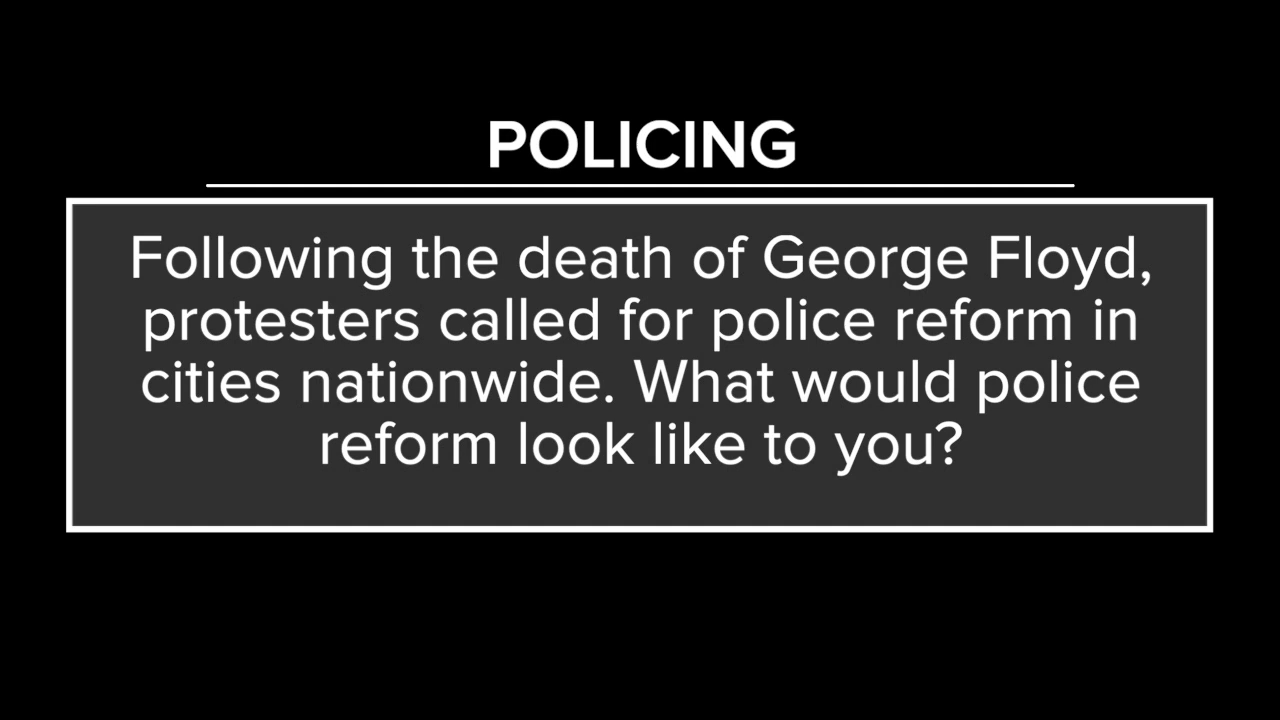 POLICING
Following the death of George Floyd,
protesters called for police reform in
cities nationwide. What would police
reform look like to you?